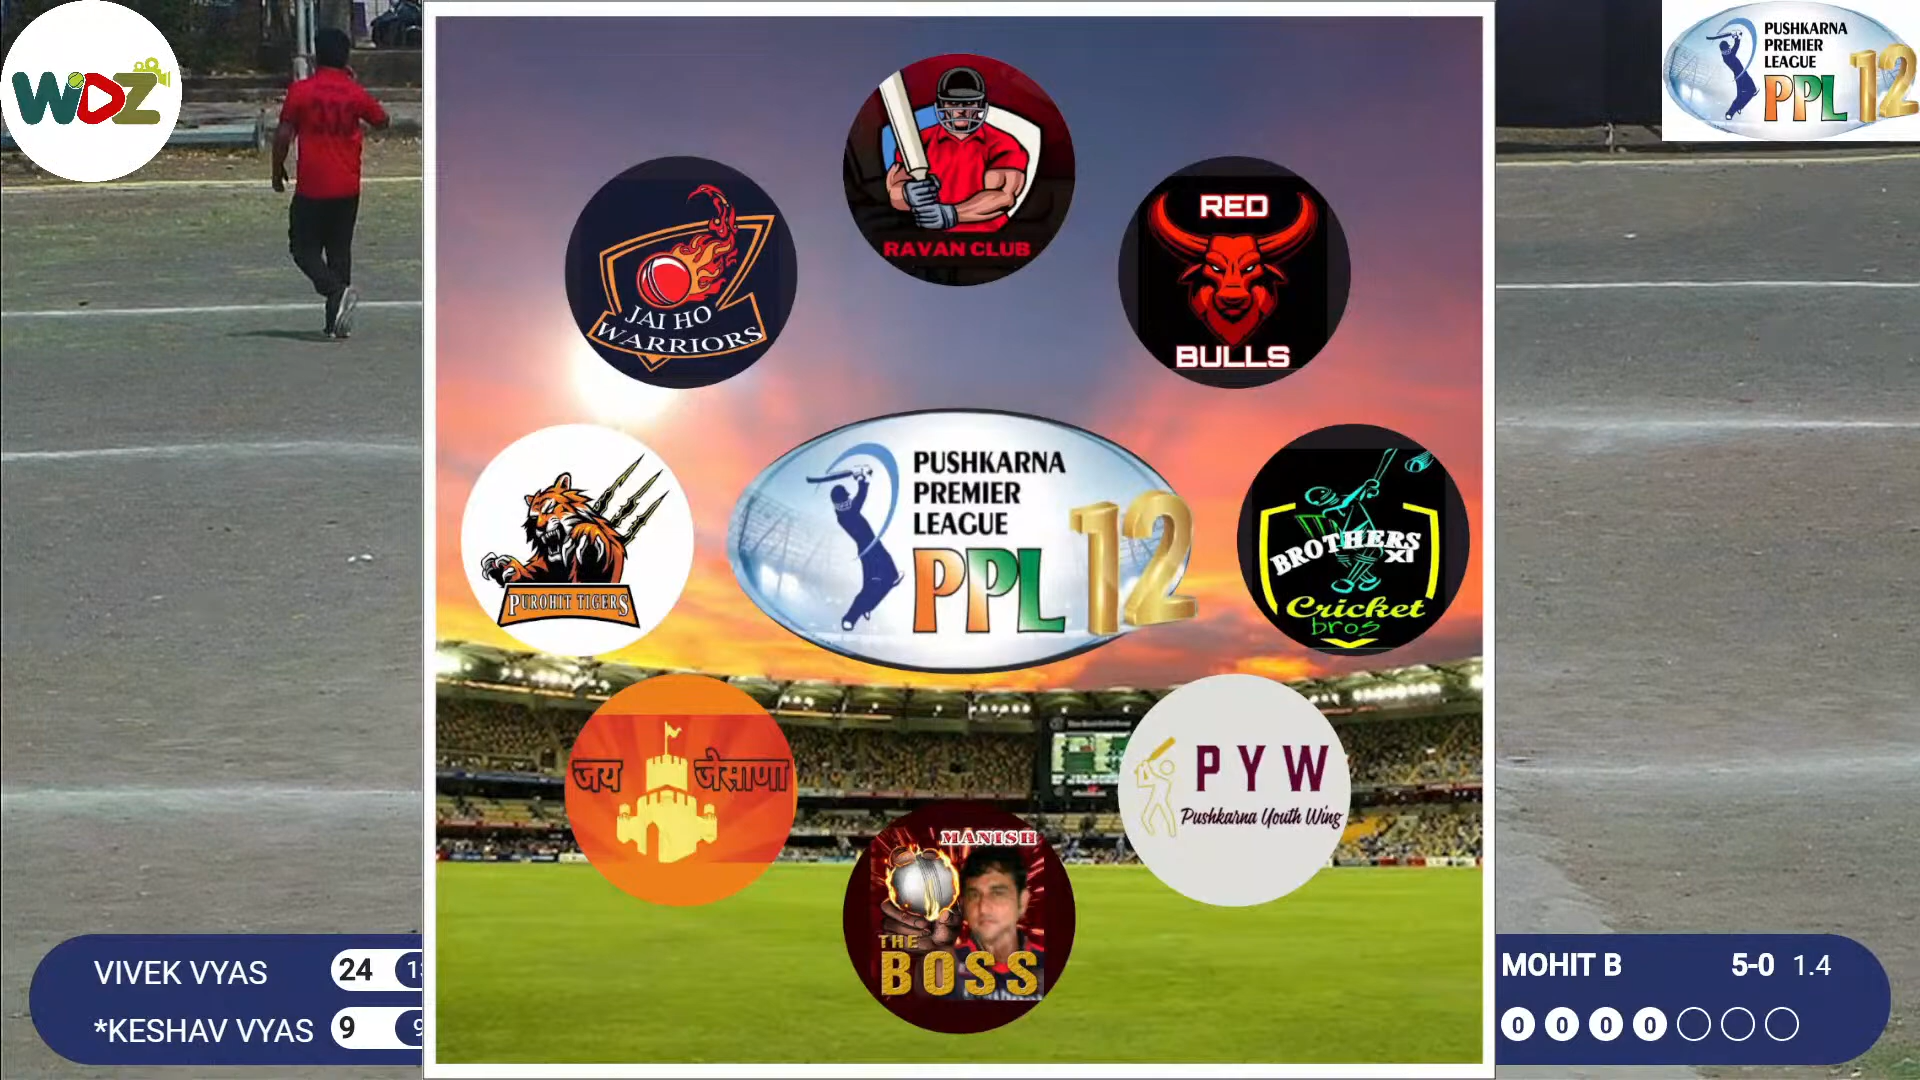 WDZ
PUSHKARNA
PREMIER
LEAGUE
PPL 12
RAVAN CLUB
JAI HO
WARRIORS
RED
BULLS
PUROHIT TIGERS
PUSHKARNA
PREMIER
LEAGUE
PPL 12
BROTHERS
XI
Cricket
bros
जय जेसाणा
P Y W
Pushkarna Youth Wing
MANISH
THE
BOSS
VIVEK VYAS 24
*KESHAV VYAS 9 9
MOHIT B 5-0 1.4
0 0 0 0